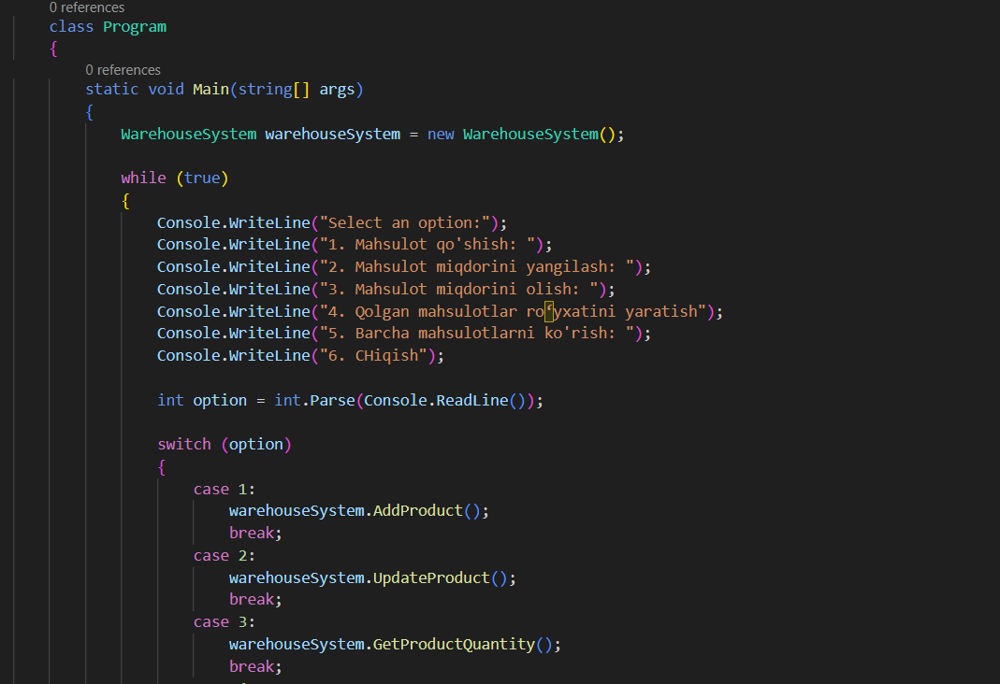 0 references
class Program
{
0 references
static void Main(string[] args)
{
WarehouseSystem warehouseSystem = new WarehouseSystem();
while (true)
{
Console.WriteLine("Select an option:");
Console.WriteLine("1. Mahsulot qo'shish: ");
Console.WriteLine("2. Mahsulot miqdorini yangilash: ");
Console.WriteLine("3. Mahsulot miqdorini olish: ");
Console.WriteLine("4. Qolgan mahsulotlar ro‘yxatini yaratish");
Console.WriteLine("5. Barcha mahsulotlarni ko'rish: ");
Console.WriteLine("6. CHiqish");
int option = int.Parse(Console.ReadLine());
switch (option)
{
case 1:
warehouseSystem.AddProduct();
break;
case 2:
warehouseSystem.UpdateProduct();
break;
case 3:
warehouseSystem.GetProductQuantity();
break;